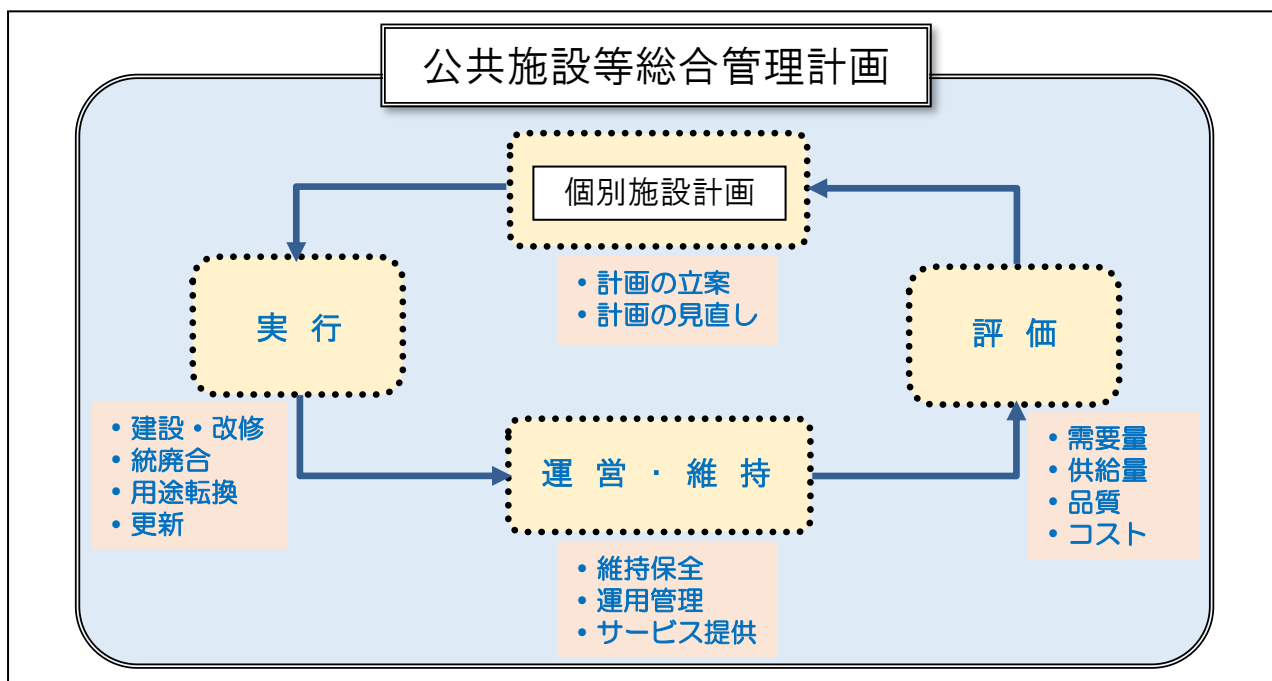 公共施設等総合管理計画
個別施設計画
・計画の立案
・計画の見直し
実 行
・建設・改修
・統廃合
・用途転換
・更新
運 営 ・ 維 持
・維持保全
・運用管理
・サービス提供
評 価
・需要量
・供給量
・品質
・コスト